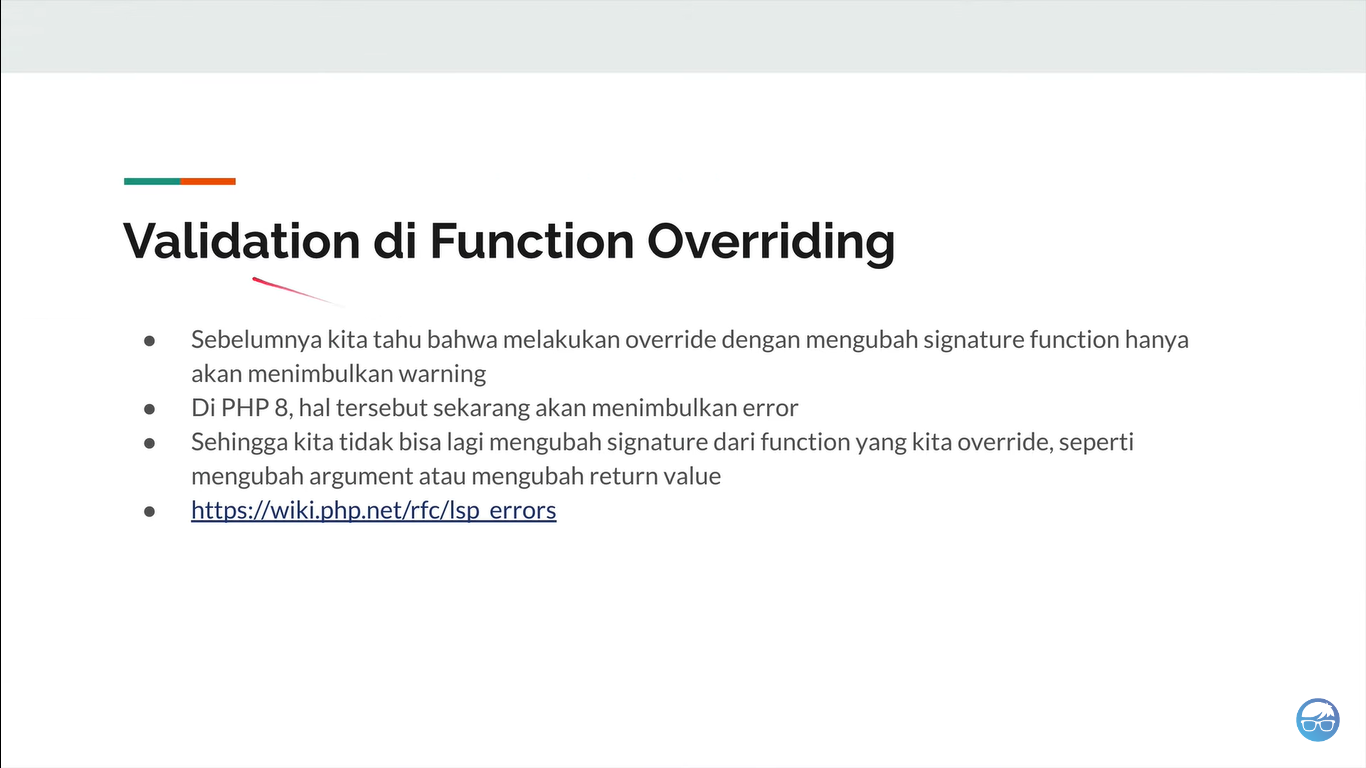 Validation di Function Overriding
● Sebelumnya kita tahu bahwa melakukan override dengan mengubah signature function hanya
akan menimbulkan warning
● Di PHP 8, hal tersebut sekarang akan menimbulkan error
● Sehingga kita tidak bisa lagi mengubah signature dari function yang kita override, seperti
mengubah argument atau mengubah return value
● https://wiki.php.net/rfc/lsp_errors